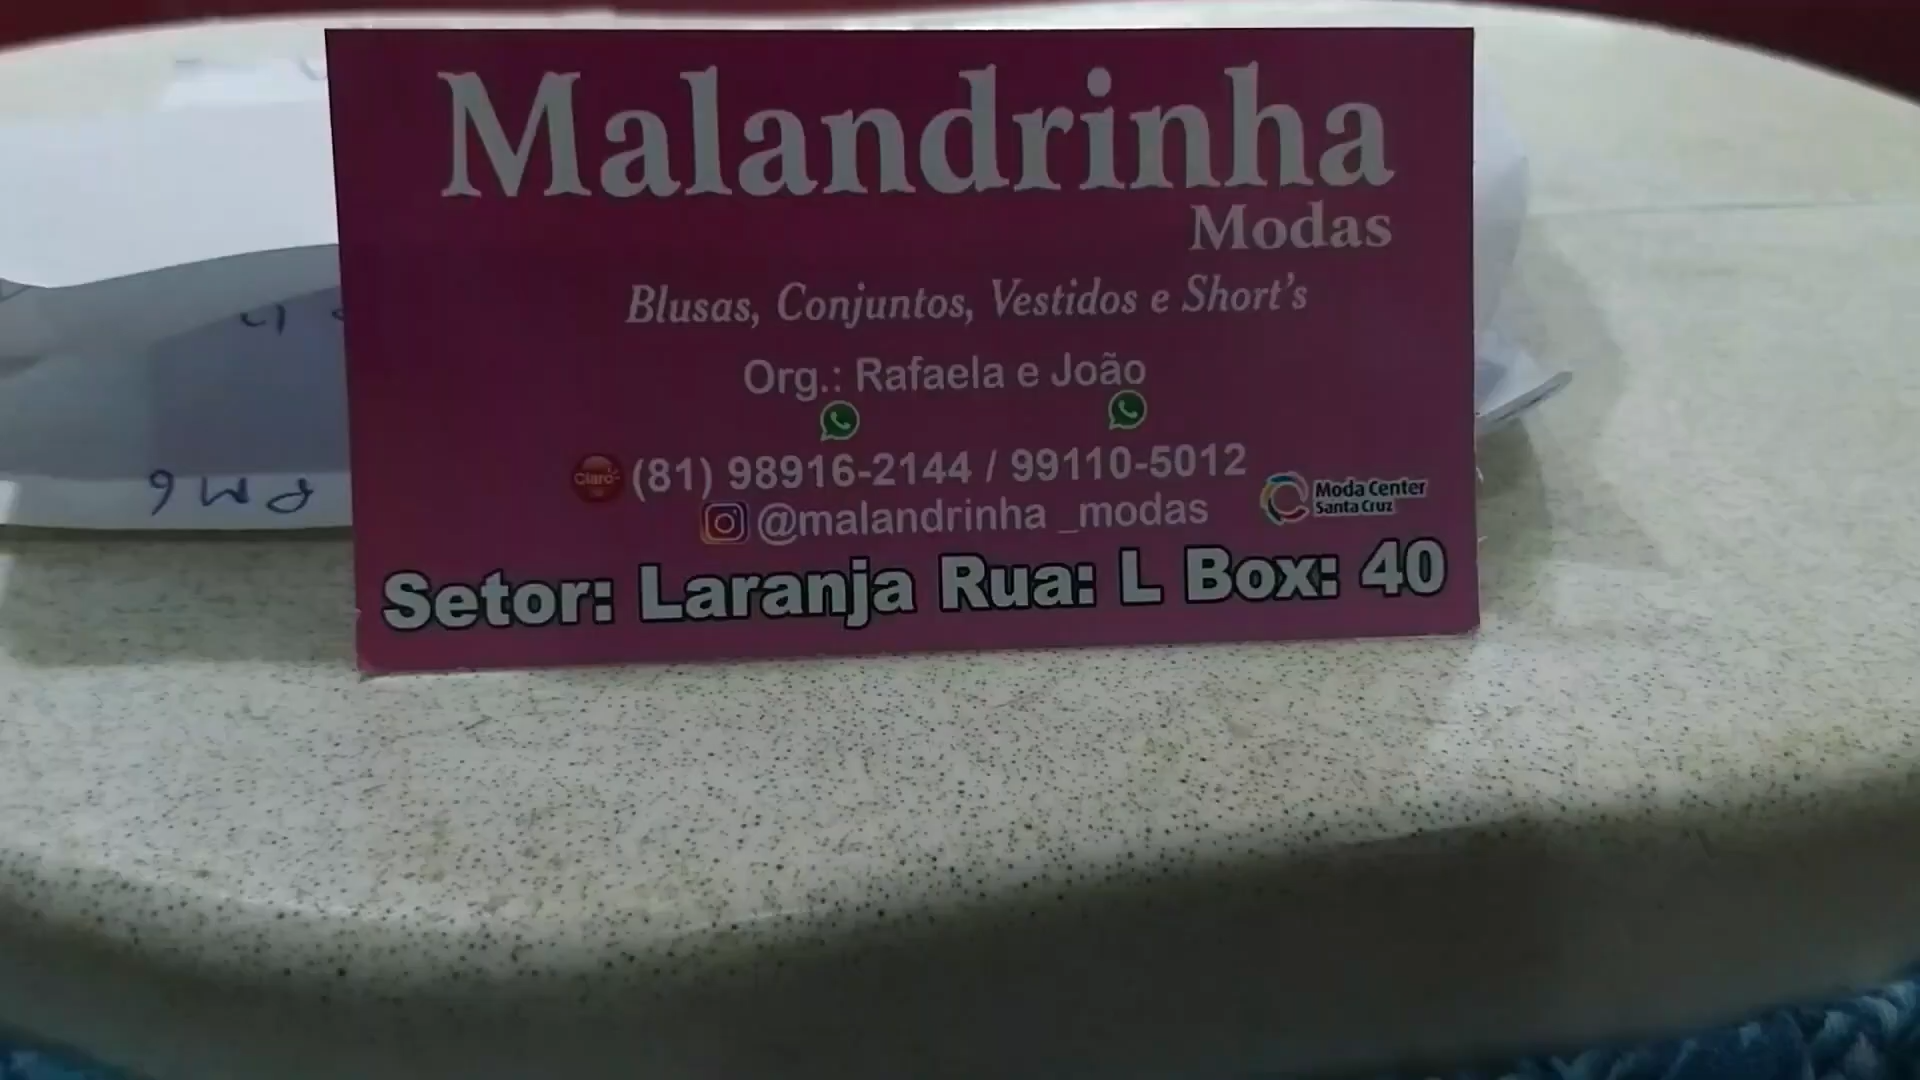 Malandrinha
Modas
Blusas, Conjuntos, Vestidos e Short's
Org.: Rafaela e João
Claro (81) 98916-2144 / 99110-5012
@malandrinha _modas
Moda Center
Santa Cruz
Setor: Laranja Rua: L Box: 40